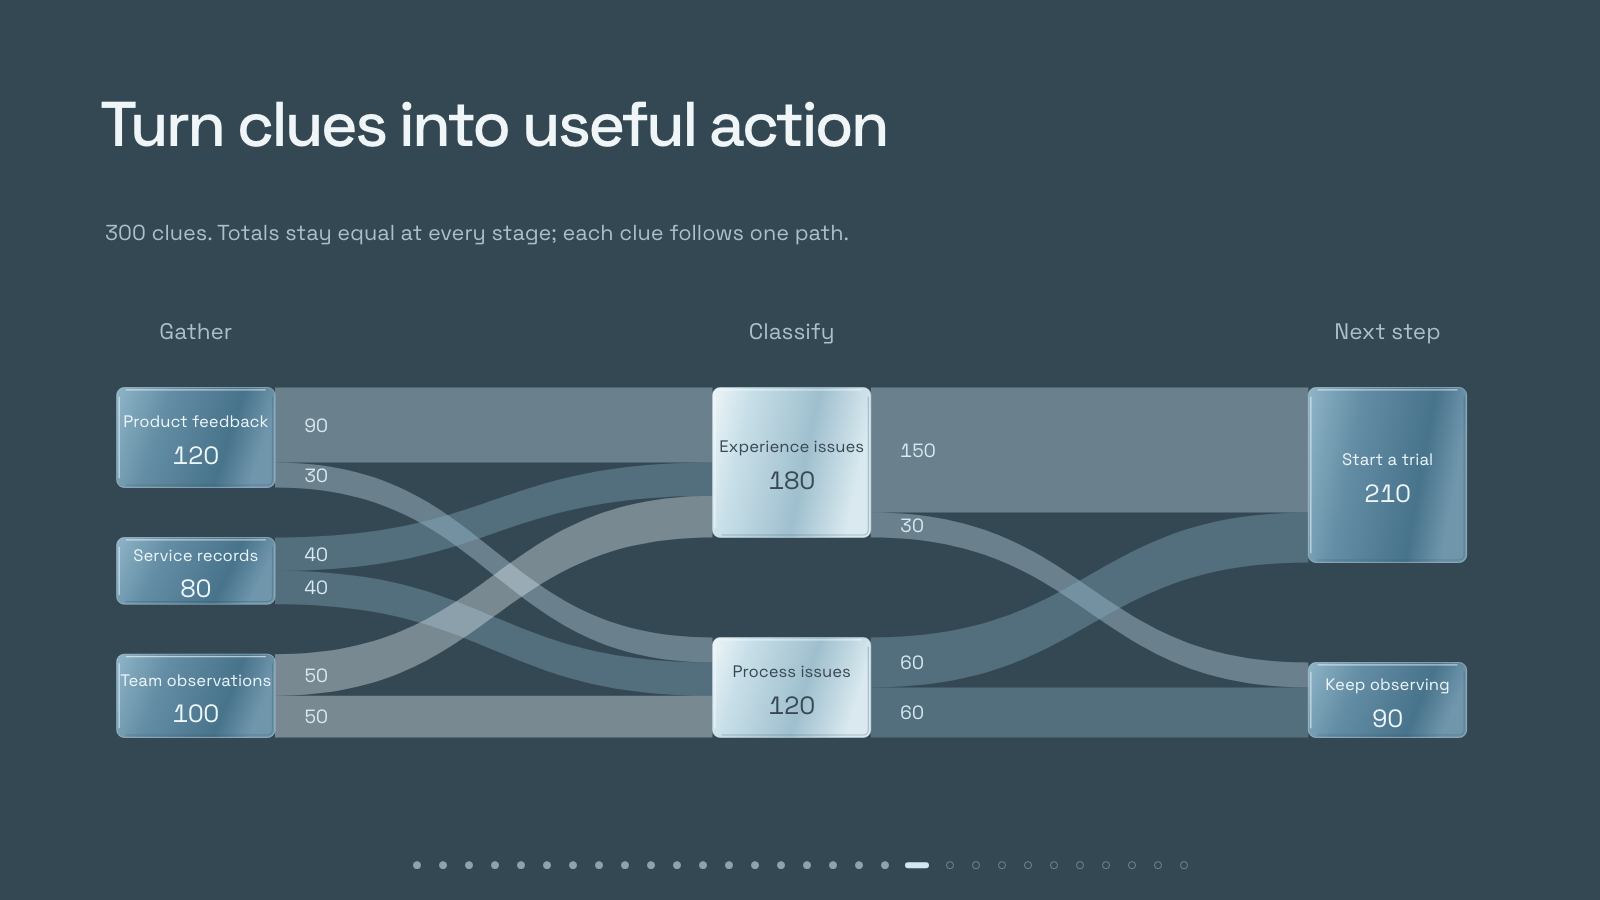 Turn clues into useful action
300 clues. Totals stay equal at every stage; each clue follows one path.
Gather
Classify
Next step
Product feedback
120
90
30
Service records
80
40
40
Team observations
100
50
50
Experience issues
180
150
30
Process issues
120
60
60
Start a trial
210
Keep observing
90